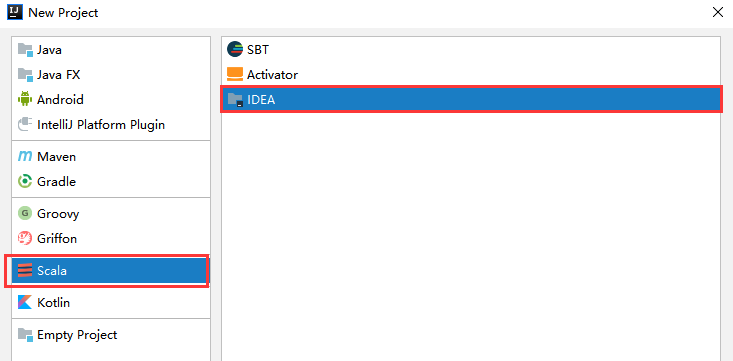 New Project
Java
Java FX
Android
IntelliJ Platform Plugin
Maven
Gradle
Groovy
Griffon
Scala
Kotlin
Empty Project
SBT
Activator
IDEA